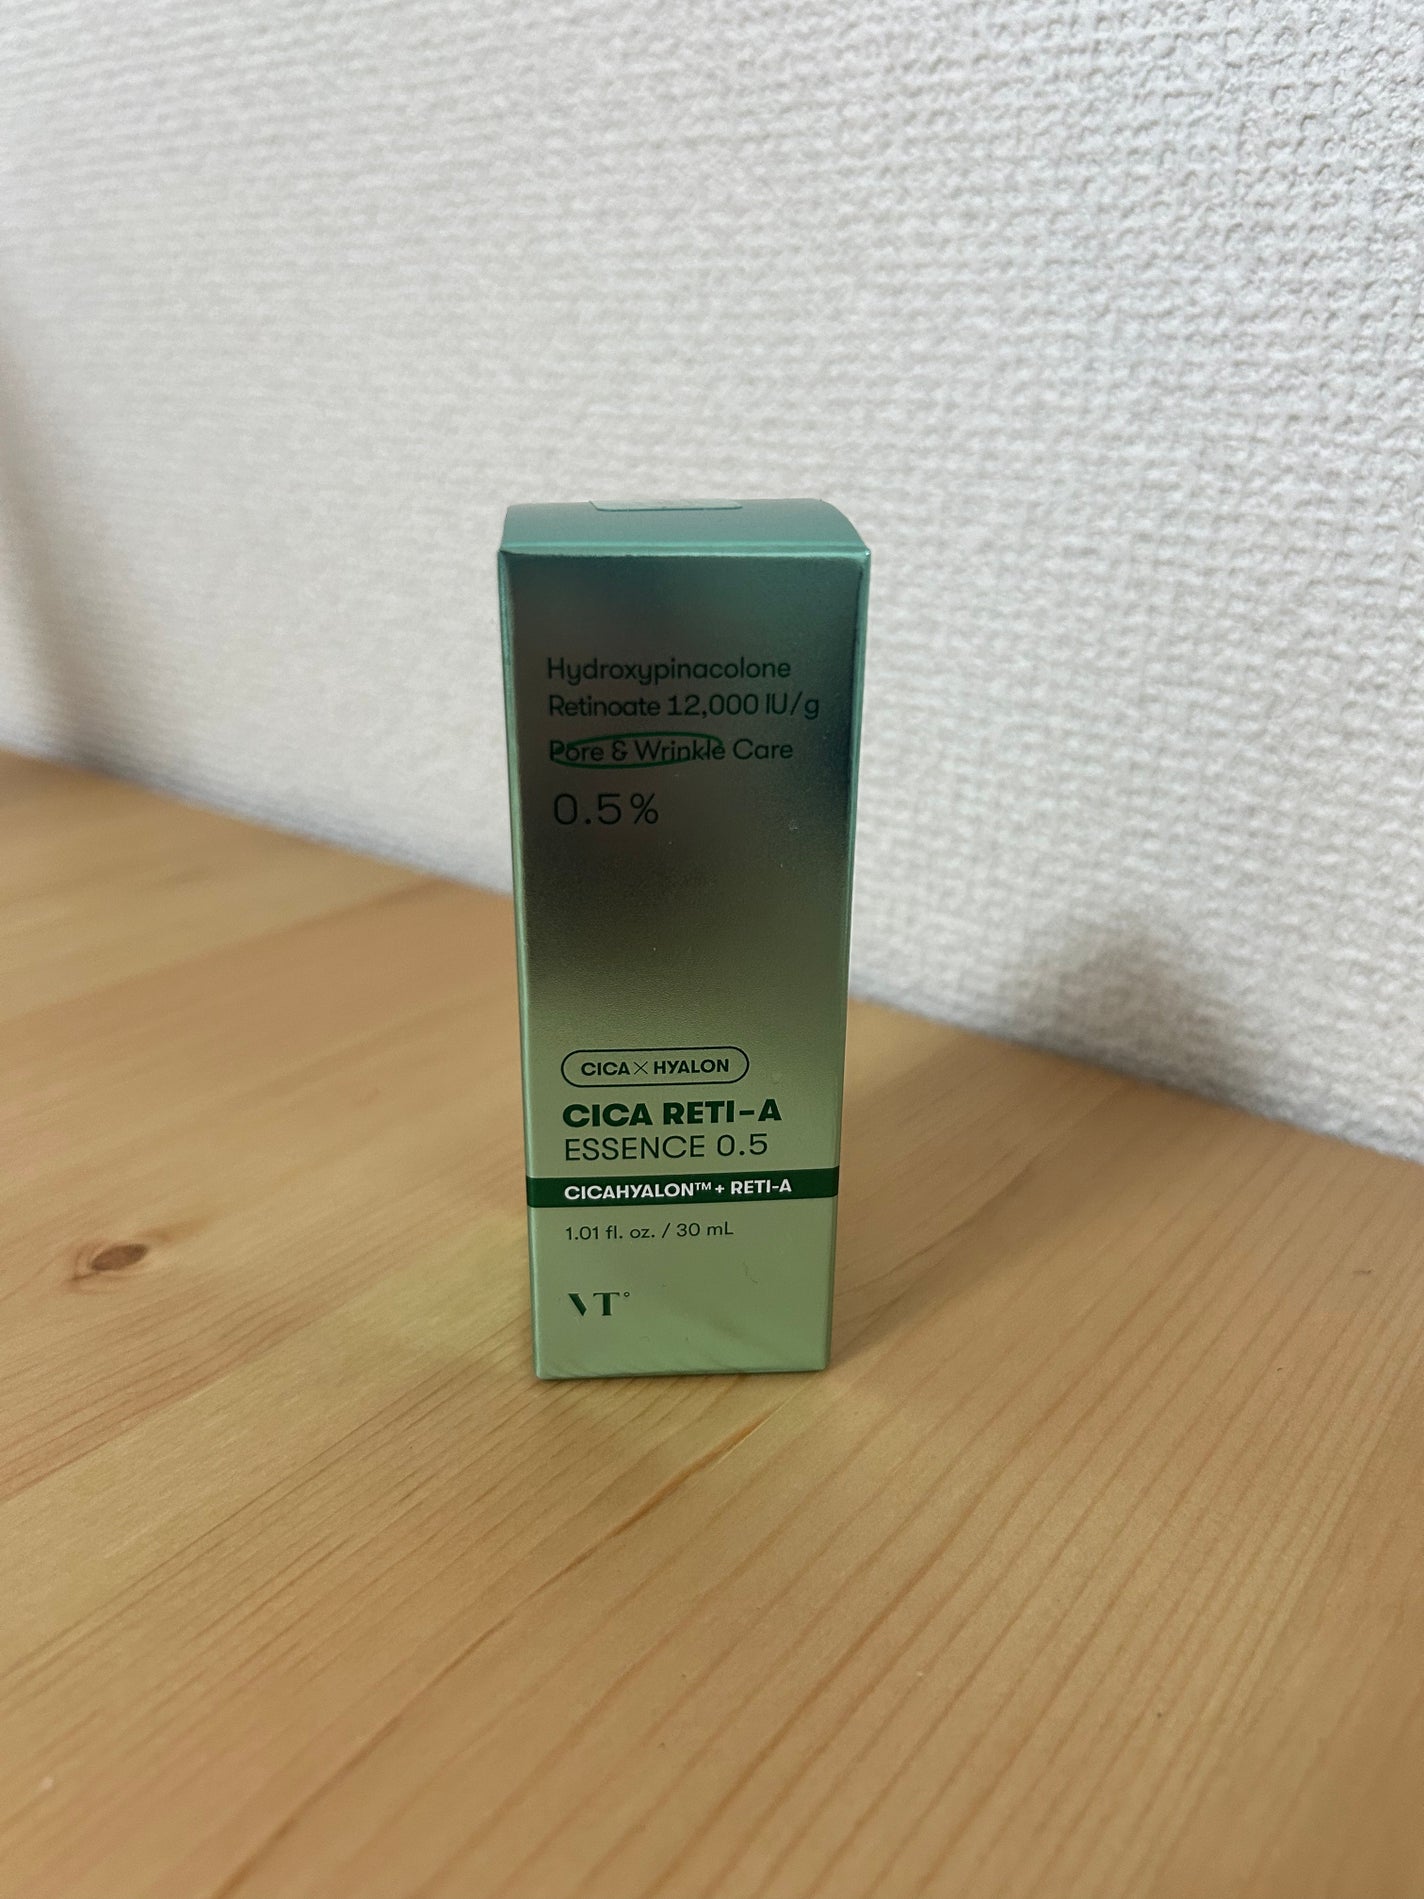 Hydroxypinacolone
Retinoate 12,000 IU/g
Pore & Wrinkle Care
0.5%
CICA×HYALON
CICA RETI-A
ESSENCE 0.5
CICAHYALON™ + RETI-A
1.01 fl. oz. / 30 mL
VT°